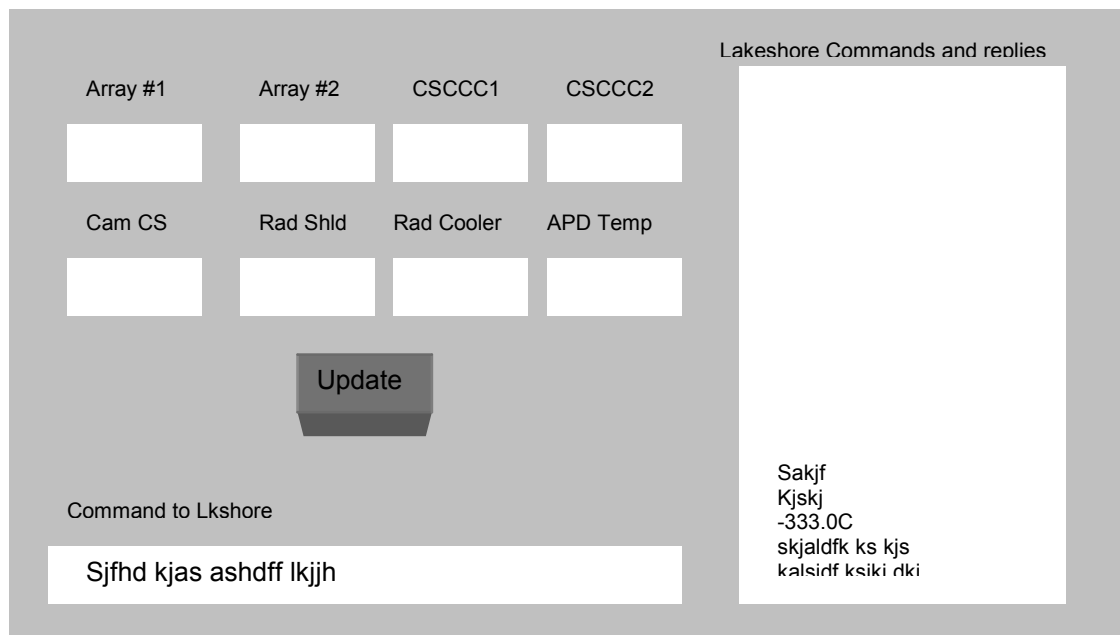 Lakeshore Commands and replies
Array #1 Array #2 CSCCC1 CSCCC2
Cam CS Rad Shld Rad Cooler APD Temp
Update
Command to Lkshore
Sjfhd kjas ashdff lkjjh
Sakjf
Kjskj
-333.0C
skjaldfk ks kjs